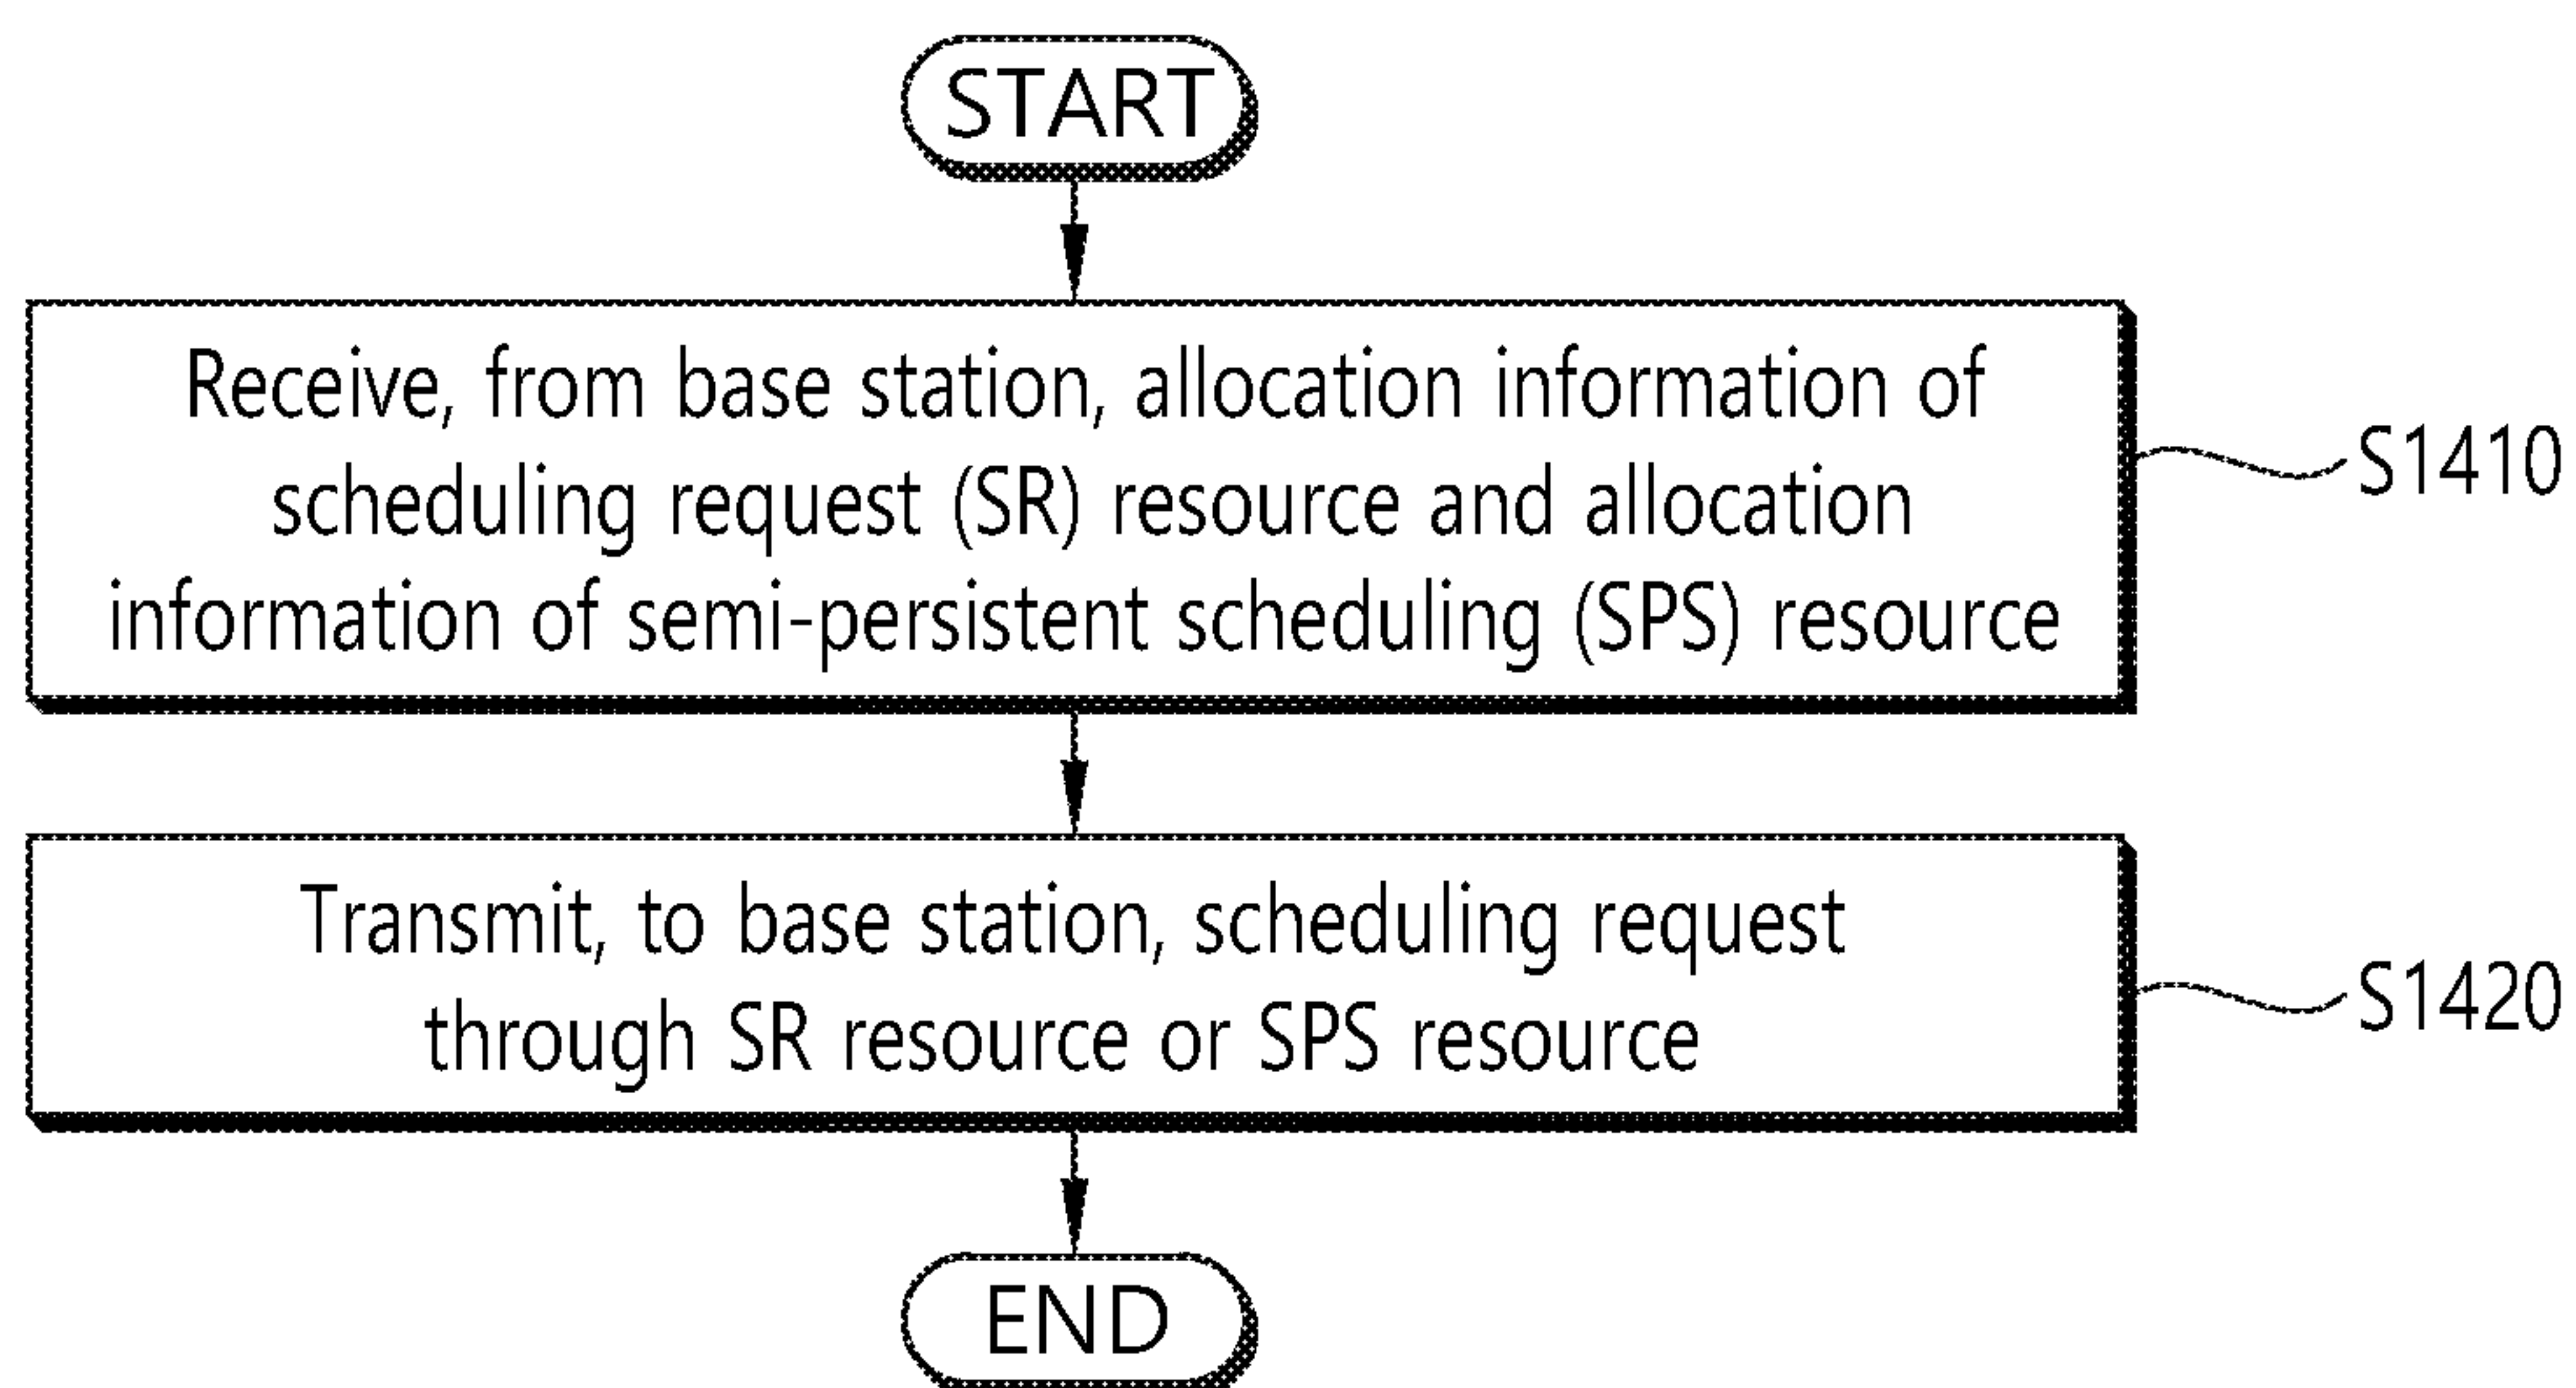 START
Receive, from base station, allocation information of
scheduling request (SR) resource and allocation
information of semi-persistent scheduling (SPS) resource
S1410
Transmit, to base station, scheduling request
through SR resource or SPS resource
S1420
END